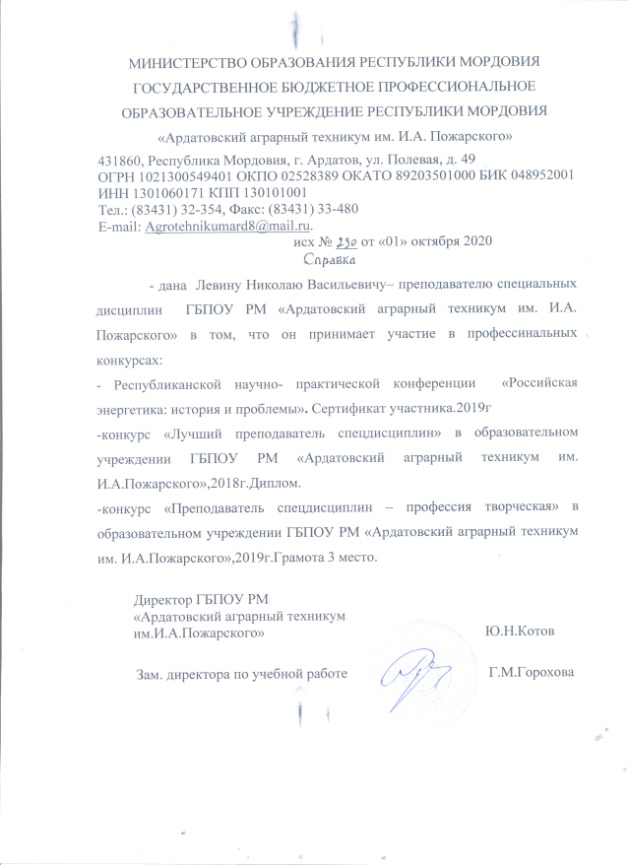 МИНИСТЕРСТВО ОБРАЗОВАНИЯ РЕСПУБЛИКИ МОРДОВИЯ
ГОСУДАРСТВЕННОЕ БЮДЖЕТНОЕ ПРОФЕССИОНАЛЬНОЕ
ОБРАЗОВАТЕЛЬНОЕ УЧРЕЖДЕНИЕ РЕСПУБЛИКИ МОРДОВИЯ
«Ардатовский аграрный техникум им. И.А. Пожарского»
431860, Республика Мордовия, г. Ардатов, ул. Полевая, д. 49
ОГРН 1021300549401 ОКПО 02528389 ОКАТО 89203501000 БИК 048952001
ИНН 1301060171 КПП 130101001
Тел.: (83431) 32-354, Факс: (83431) 33-480
E-mail: Agrotehnikumard8@mail.ru.
исх № 230 от «01» октября 2020
Справка
- дана Левину Николаю Васильевичу– преподавателю специальных
дисциплин ГБПОУ РМ «Ардатовский аграрный техникум им. И.А.
Пожарского» в том, что он принимает участие в професcинальных
конкурсах:
- Республиканской научно- практической конференции «Российская
энергетика: история и проблемы». Сертификат участника.2019г
-конкурс «Лучший преподаватель спецдисциплин» в образовательном
учреждении ГБПОУ РМ «Ардатовский аграрный техникум им.
И.А.Пожарского»,2018г.Диплом.
-конкурс «Преподаватель спецдисциплин – профессия творческая» в
образовательном учреждении ГБПОУ РМ «Ардатовский аграрный техникум
им. И.А.Пожарского»,2019г.Грамота 3 место.
Директор ГБПОУ РМ
«Ардатовский аграрный техникум
им.И.А.Пожарского» Ю.Н.Котов
Зам. директора по учебной работе Г.М.Горохова